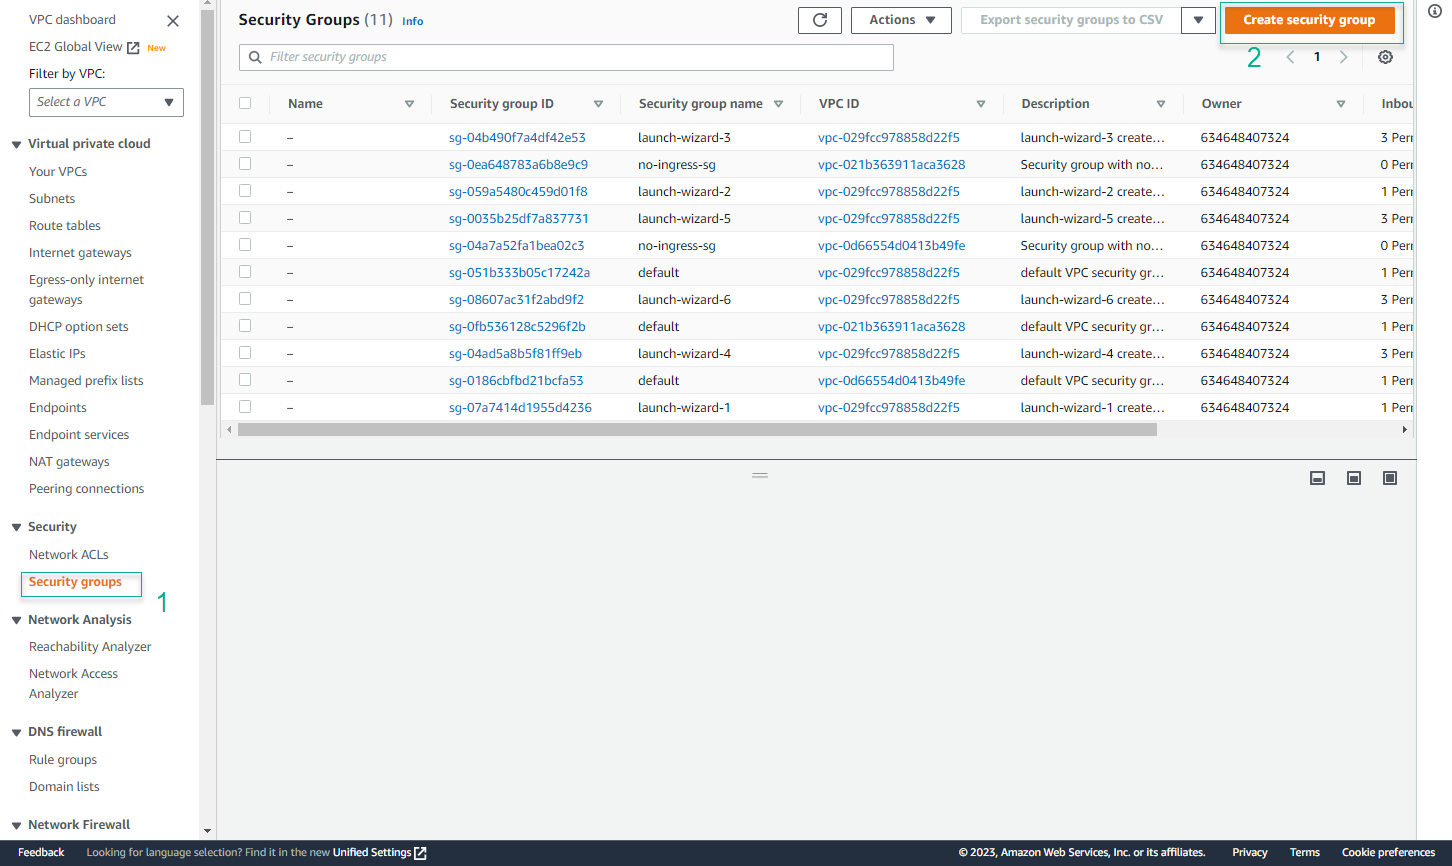 VPC dashboard
EC2 Global View New
Filter by VPC:
Select a VPC
Virtual private cloud
Your VPCs
Subnets
Route tables
Internet gateways
Egress-only internet
gateways
DHCP option sets
Elastic IPs
Managed prefix lists
Endpoints
Endpoint services
NAT gateways
Peering connections
Security
Network ACLs
Security groups
1
Network Analysis
Reachability Analyzer
Network Access
Analyzer
DNS firewall
Rule groups
Domain lists
Network Firewall
Security Groups (11) Info
Actions
Export security groups to CSV
Create security group
Filter security groups
2
1
Name Security group ID Security group name VPC ID Description Owner Inbou
– sg-04b490f7a4df42e53 launch-wizard-3 vpc-029fcc978858d22f5 launch-wizard-3 create... 634648407324 3 Perr
– sg-0ea648783a6b8e9c9 no-ingress-sg vpc-021b363911aca3628 Security group with no... 634648407324 0 Perr
– sg-059a5480c459d01f8 launch-wizard-2 vpc-029fcc978858d22f5 launch-wizard-2 create... 634648407324 1 Perr
– sg-0035b25df7a837731 launch-wizard-5 vpc-029fcc978858d22f5 launch-wizard-5 create... 634648407324 3 Perr
– sg-04a7a52fa1bea02c3 no-ingress-sg vpc-0d66554d0413b49fe Security group with no... 634648407324 0 Perr
– sg-051b333b05c17242a default vpc-029fcc978858d22f5 default VPC security gr... 634648407324 1 Perr
– sg-08607ac31f2abd9f2 launch-wizard-6 vpc-029fcc978858d22f5 launch-wizard-6 create... 634648407324 3 Perr
– sg-0fb536128c5296f2b default vpc-021b363911aca3628 default VPC security gr... 634648407324 1 Perr
– sg-04ad5a8b5f81ff9eb launch-wizard-4 vpc-029fcc978858d22f5 launch-wizard-4 create... 634648407324 3 Perr
– sg-0186cbfbd21bcfa53 default vpc-0d66554d0413b49fe default VPC security gr... 634648407324 1 Perr
– sg-07a7414d1955d4236 launch-wizard-1 vpc-029fcc978858d22f5 launch-wizard-1 create... 634648407324 1 Perr
Feedback Looking for language selection? Find it in the new Unified Settings © 2023, Amazon Web Services, Inc. or its affiliates. Privacy Terms Cookie preferences